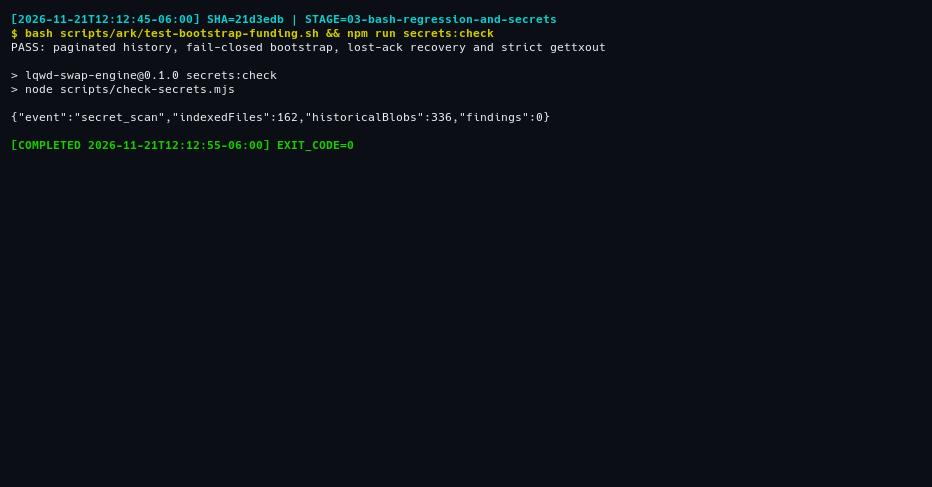 [2026-11-21T12:12:45-06:00] SHA=21d3edb | STAGE=03-bash-regression-and-secrets
$ bash scripts/ark/test-bootstrap-funding.sh && npm run secrets:check
PASS: paginated history, fail-closed bootstrap, lost-ack recovery and strict gettxout
> lqwd-swap-engine@0.1.0 secrets:check
> node scripts/check-secrets.mjs
{"event":"secret_scan","indexedFiles":162,"historicalBlobs":336,"findings":0}
[COMPLETED 2026-11-21T12:12:55-06:00] EXIT_CODE=0